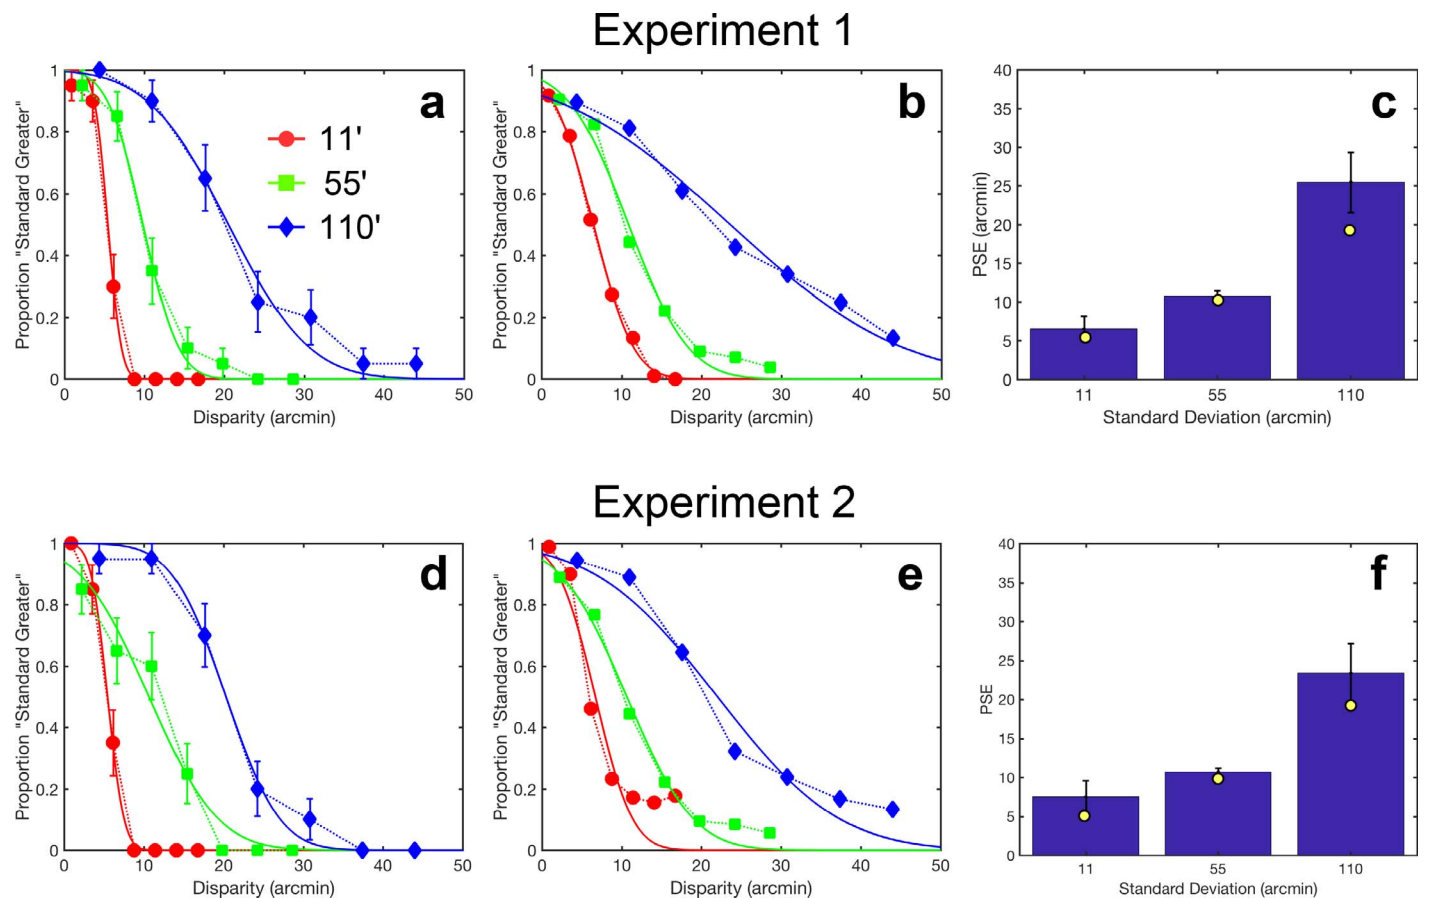 Experiment 1
a
11'
55'
110'
Proportion "Standard Greater"
1
0.8
0.6
0.4
0.2
0
0 10 20 30 40 50
Disparity (arcmin)
b
Proportion "Standard Greater"
1
0.8
0.6
0.4
0.2
0
0 10 20 30 40 50
Disparity (arcmin)
c
PSE (arcmin)
40
35
30
25
20
15
10
5
0
11 55 110
Standard Deviation (arcmin)
Experiment 2
d
Proportion "Standard Greater"
1
0.8
0.6
0.4
0.2
0
0 10 20 30 40 50
Disparity (arcmin)
e
Proportion "Standard Greater"
1
0.8
0.6
0.4
0.2
0
0 10 20 30 40 50
Disparity (arcmin)
f
PSE
40
35
30
25
20
15
10
5
0
11 55 110
Standard Deviation (arcmin)